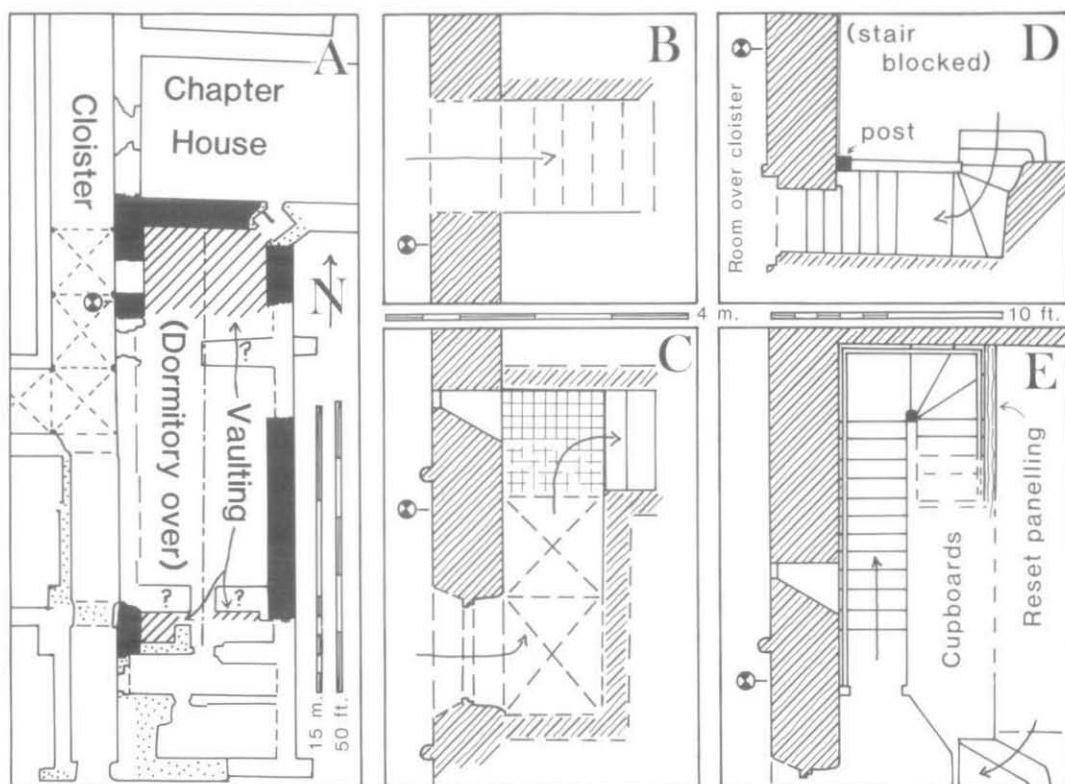 A
Chapter
House
Cloister
N
(Dormitory over)
?
Vaulting
?
?
15 m.
50 ft.
B
C
4 m.
10 ft.
(stair
blocked)
D
post
Room over cloister
E
Reset panelling
Cupboards